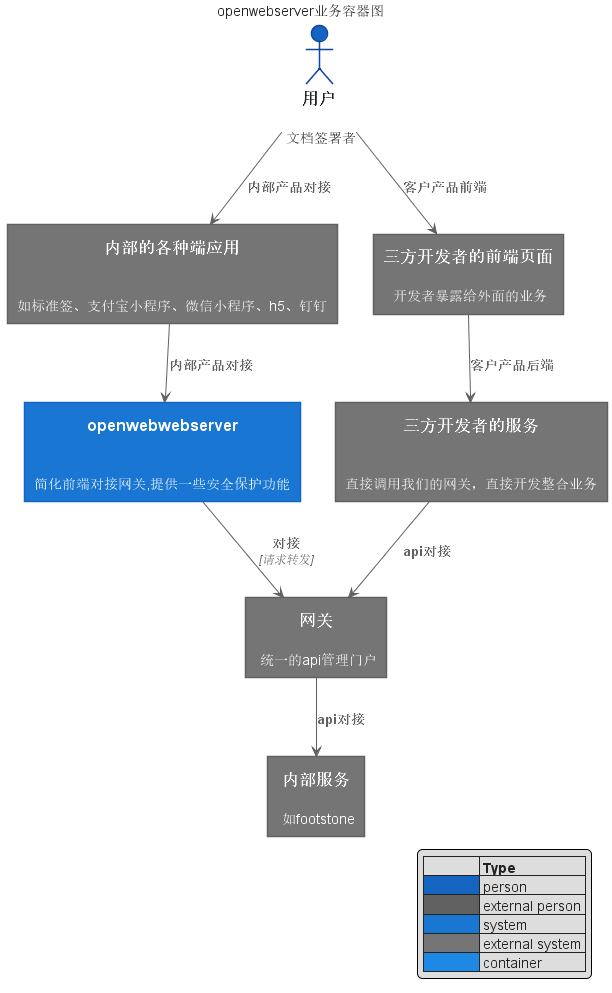 openwebserver业务容器图
用户
文档签署者
内部产品对接
客户产品前端
内部的各种端应用
如标准签、支付宝小程序、微信小程序、h5、钉钉
三方开发者的前端页面
开发者暴露给外面的业务
内部产品对接
客户产品后端
openwebwebserver
简化前端对接网关,提供一些安全保护功能
三方开发者的服务
直接调用我们的网关，直接开发整合业务
对接
[请求转发]
api对接
网关
统一的api管理门户
api对接
内部服务
如footstone
Type
person
external person
system
external system
container